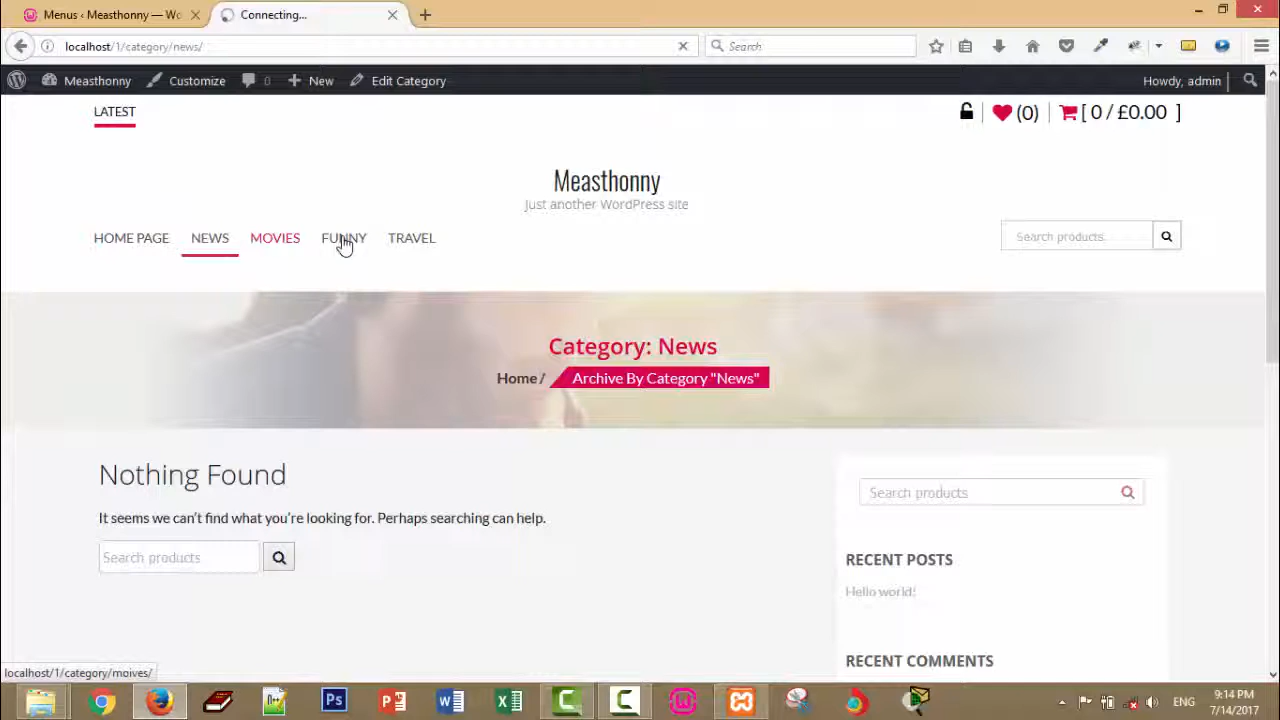 Menus ‹ Measthonny — Wo
Connecting...
localhost/1/category/news/
Search
Measthonny
Customize
0
New
Edit Category
Howdy, admin
LATEST
(0)
[ 0 / £0.00 ]
Measthonny
Just another WordPress site
HOME PAGE
NEWS
MOVIES
FUNNY
TRAVEL
Search products.
Category: News
Home /
Archive By Category "News"
Nothing Found
It seems we can't find what you're looking for. Perhaps searching can help.
Search products
Search products
RECENT POSTS
Hello world!
RECENT COMMENTS
localhost/1/category/moives/
ENG
9:14 PM
7/14/2017